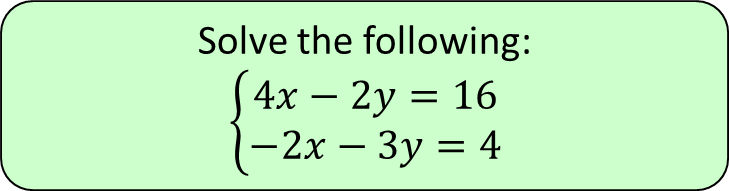 Solve the following:
4x − 2y = 16
−2x − 3y = 4